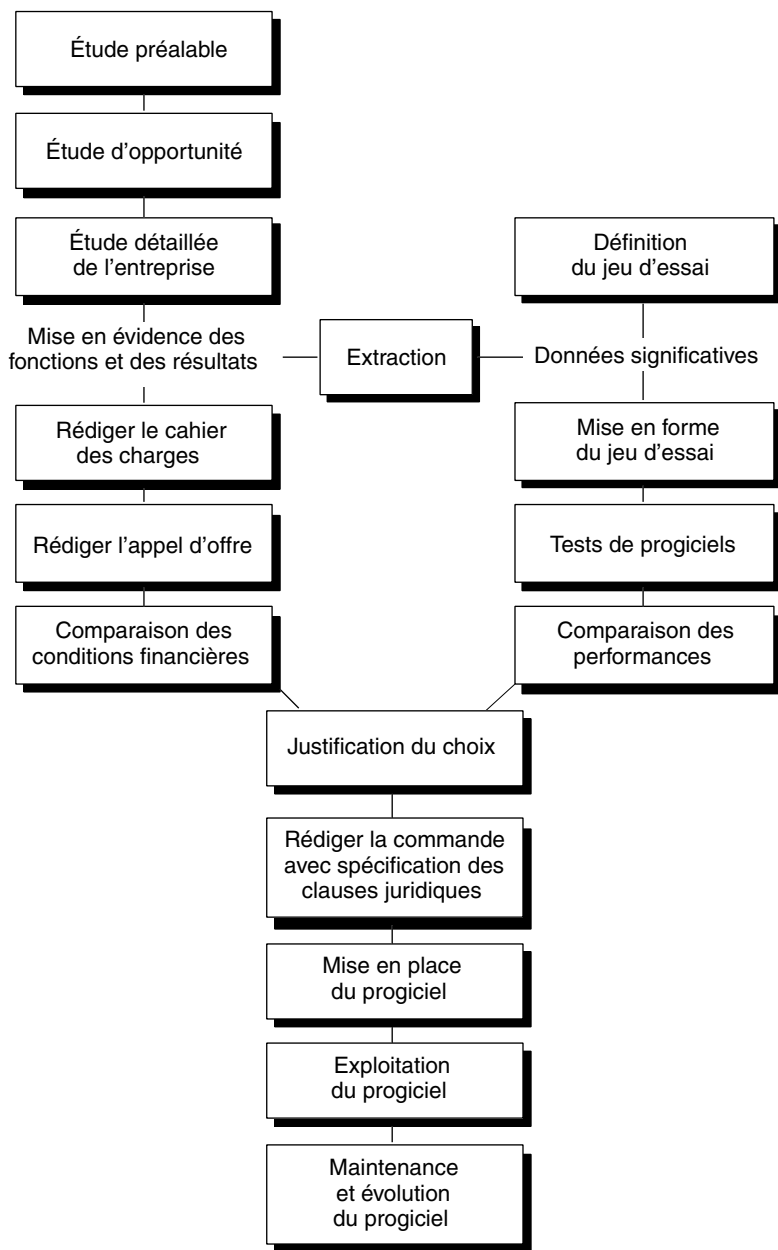 Étude préalable
Étude d’opportunité
Étude détaillée
de l’entreprise
Définition
du jeu d’essai
Mise en évidence des
fonctions et des résultats
Extraction
Données significatives
Rédiger le cahier
des charges
Mise en forme
du jeu d’essai
Rédiger l’appel d’offre
Tests de progiciels
Comparaison des
conditions financières
Comparaison des
performances
Justification du choix
Rédiger la commande
avec spécification des
clauses juridiques
Mise en place
du progiciel
Exploitation
du progiciel
Maintenance
et évolution
du progiciel